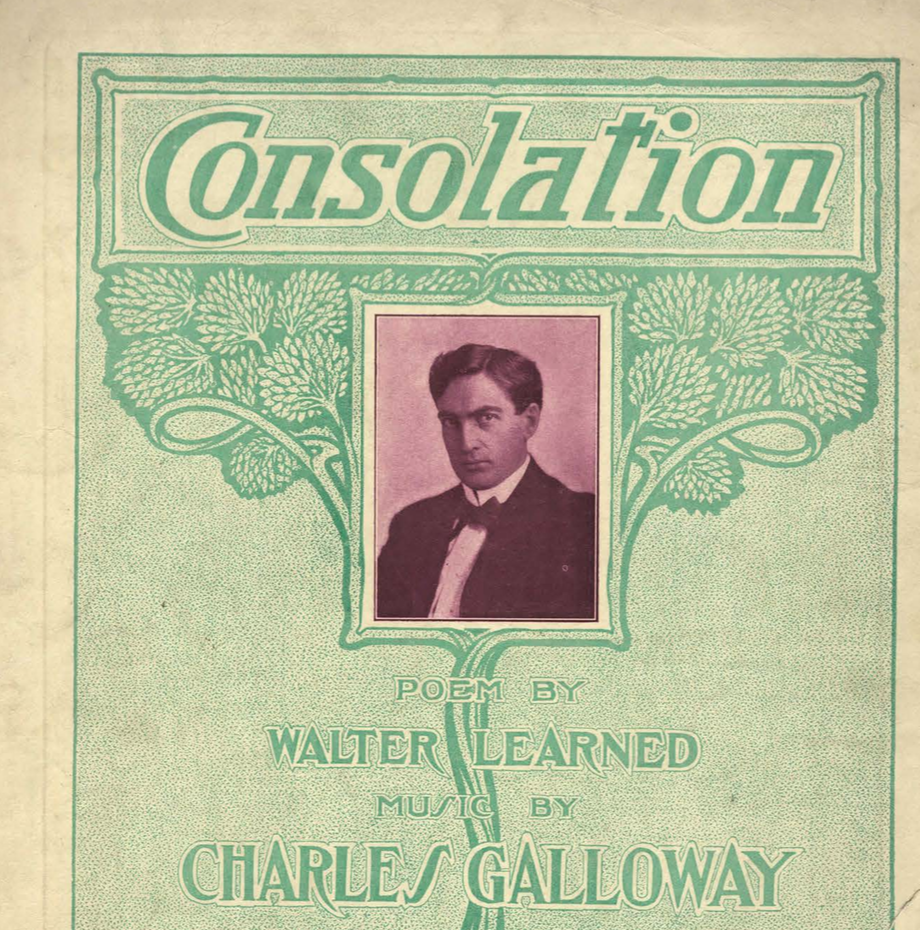 Consolation
POEM BY
WALTER LEARNED
MUSIC BY
CHARLES GALLOWAY